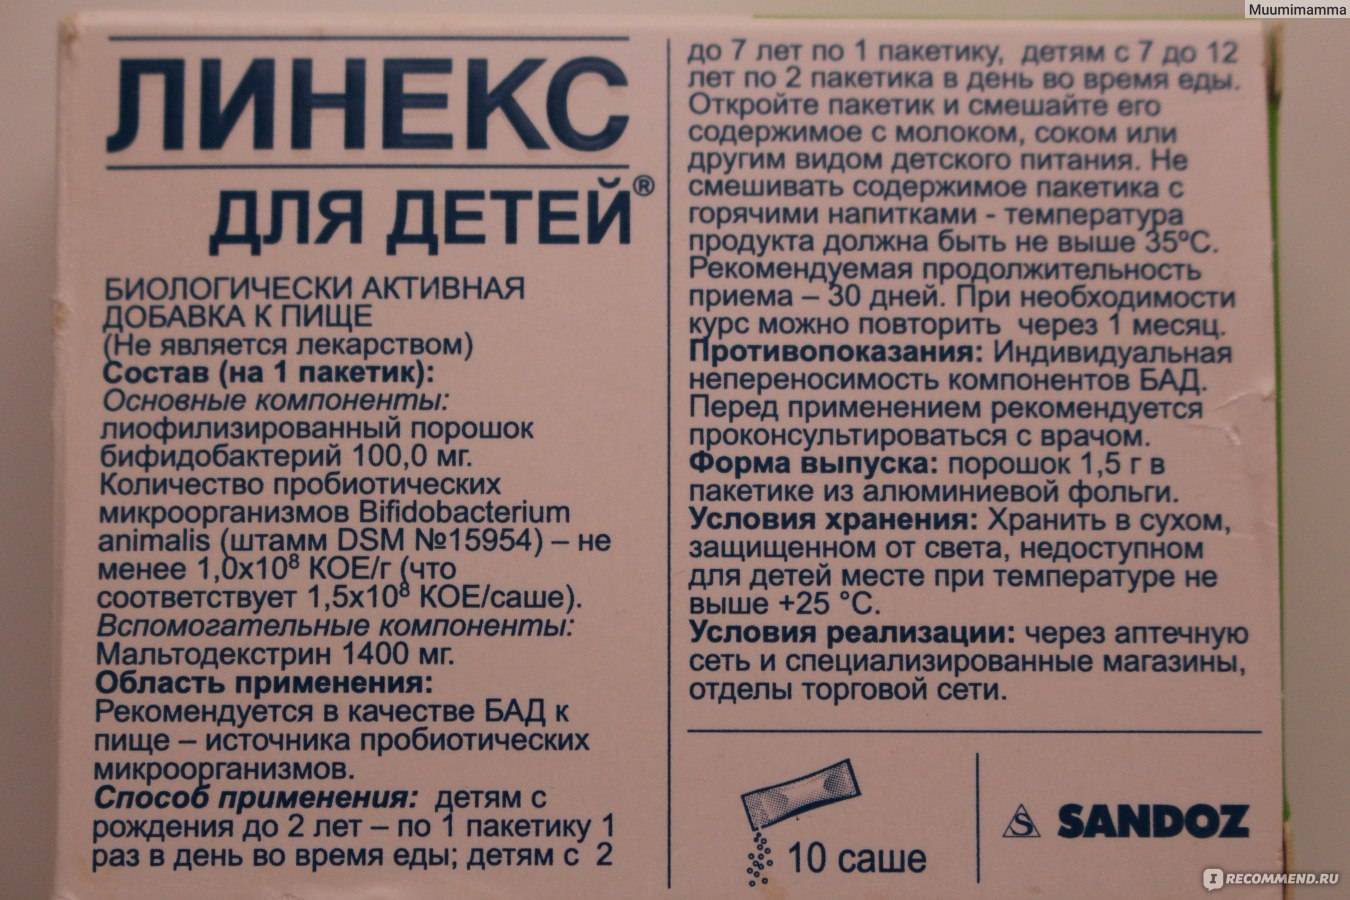 Muumimamma
ЛИНЕКС
ДЛЯ ДЕТЕЙ®
БИОЛОГИЧЕСКИ АКТИВНАЯ
ДОБАВКА К ПИЩЕ
(Не является лекарством)
Состав (на 1 пакетик):
Основные компоненты:
лиофилизированный порошок
бифидобактерий 100,0 мг.
Количество пробиотических
микроорганизмов Bifidobacterium
animalis (штамм DSM №15954) – не
менее 1,0x10⁸ КОЕ/г (что
соответствует 1,5x10⁸ КОЕ/саше).
Вспомогательные компоненты:
Мальтодекстрин 1400 мг.
Область применения:
Рекомендуется в качестве БАД к
пище – источника пробиотических
микроорганизмов.
Способ применения: детям с
рождения до 2 лет – по 1 пакетику 1
раз в день во время еды; детям с 2
до 7 лет по 1 пакетику, детям с 7 до 12
лет по 2 пакетика в день во время еды.
Откройте пакетик и смешайте его
содержимое с молоком, соком или
другим видом детского питания. Не
смешивать содержимое пакетика с
горячими напитками - температура
продукта должна быть не выше 35ºС.
Рекомендуемая продолжительность
приема – 30 дней. При необходимости
курс можно повторить через 1 месяц.
Противопоказания: Индивидуальная
непереносимость компонентов БАД.
Перед применением рекомендуется
проконсультироваться с врачом.
Форма выпуска: порошок 1,5 г в
пакетике из алюминиевой фольги.
Условия хранения: Хранить в сухом,
защищенном от света, недоступном
для детей месте при температуре не
выше +25 °С.
Условия реализации: через аптечную
сеть и специализированные магазины,
отделы торговой сети.
10 саше
SANDOZ
IRECOMMEND.RU